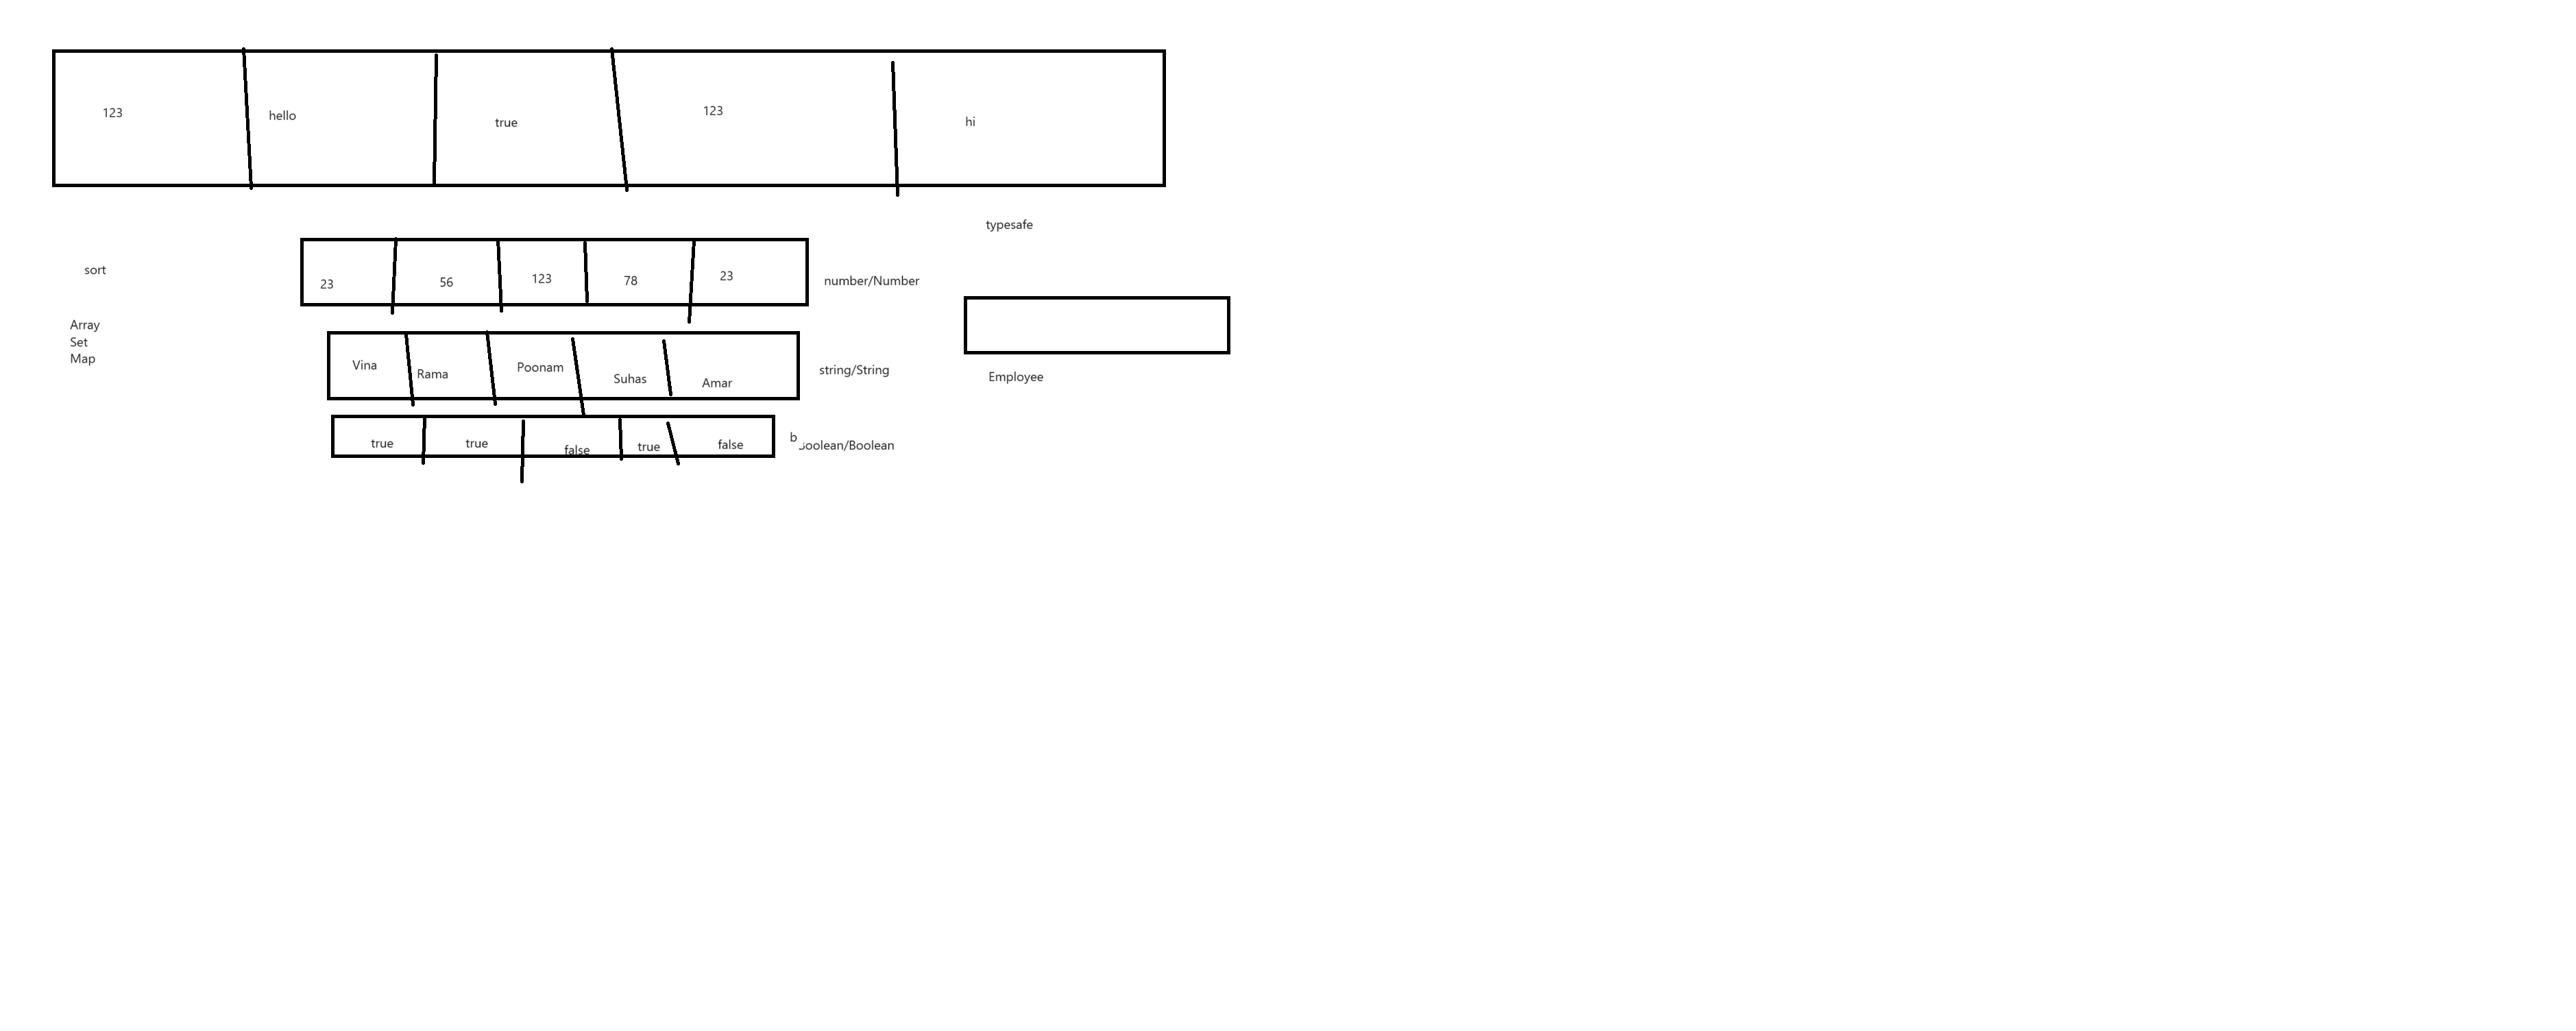 123 hello true 123 hi
typesafe
sort
23 56 123 78 23 number/Number
Array
Set
Map
Vina Rama Poonam Suhas Amar string/String
Employee
true true false true false boolean/Boolean